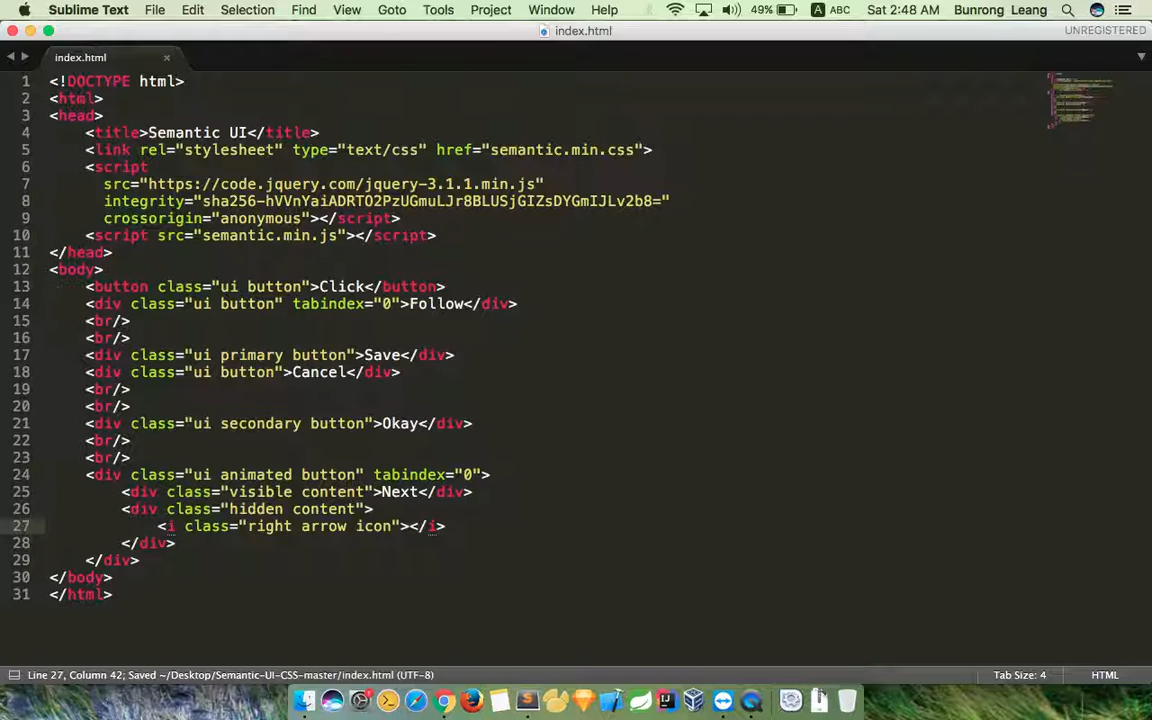 Sublime Text File Edit Selection Find View Goto Tools Project Window Help 49% A ABC Sat 2:48 AM Bunrong Leang
index.html UNREGISTERED
index.html ×
1 <!DOCTYPE html>
2 <html>
3 <head>
4 <title>Semantic UI</title>
5 <link rel="stylesheet" type="text/css" href="semantic.min.css">
6 <script
7 src="https://code.jquery.com/jquery-3.1.1.min.js"
8 integrity="sha256-hVVnYaiADRTO2PzUGmuLJr8BLUSjGIZsDYGmIJLv2b8="
9 crossorigin="anonymous"></script>
10 <script src="semantic.min.js"></script>
11 </head>
12 <body>
13 <button class="ui button">Click</button>
14 <div class="ui button" tabindex="0">Follow</div>
15 <br/>
16 <br/>
17 <div class="ui primary button">Save</div>
18 <div class="ui button">Cancel</div>
19 <br/>
20 <br/>
21 <div class="ui secondary button">Okay</div>
22 <br/>
23 <br/>
24 <div class="ui animated button" tabindex="0">
25 <div class="visible content">Next</div>
26 <div class="hidden content">
27 <i class="right arrow icon"></i>
28 </div>
29 </div>
30 </body>
31 </html>
Line 27, Column 42; Saved ~/Desktop/Semantic-UI-CSS-master/index.html (UTF-8) Tab Size: 4 HTML